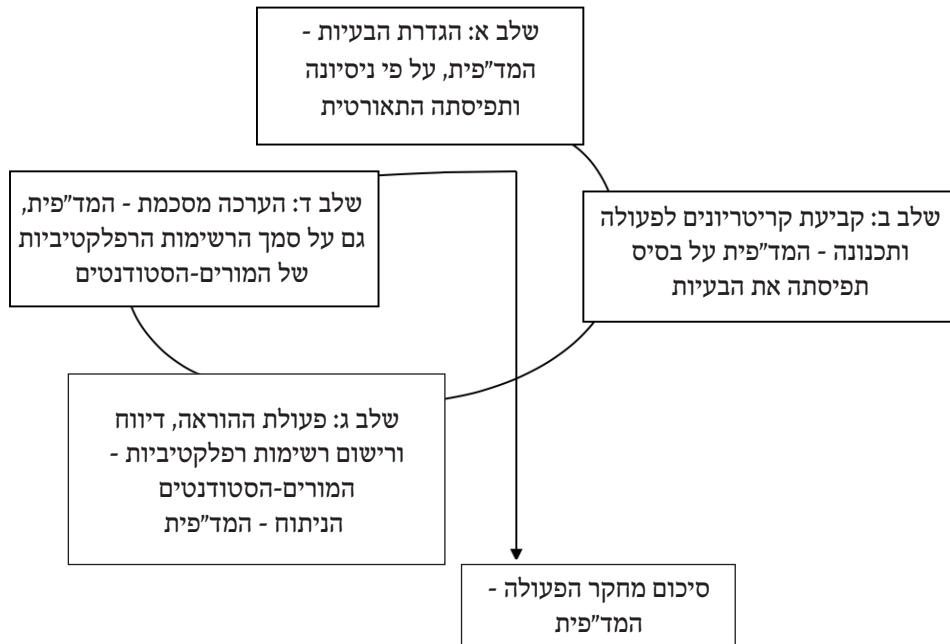 שלב א: הגדרת הבעיות -
המד״פית, על פי ניסיונה
ותפיסתה התאורטית
שלב ב: קביעת קריטריונים לפעולה
ותכנונה - המד״פית על בסיס
תפיסתה את הבעיות
שלב ג: פעולת ההוראה, דיווח
ורישום רשימות רפלקטיביות -
המורים-הסטודנטים
הניתוח - המד״פית
שלב ד: הערכה מסכמת - המד״פית,
גם על סמך הרשימות הרפלקטיביות
של המורים-הסטודנטים
סיכום מחקר הפעולה -
המד״פית